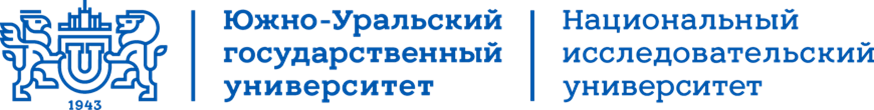 U
1943
Южно-Уральский
государственный
университет
Национальный
исследовательский
университет